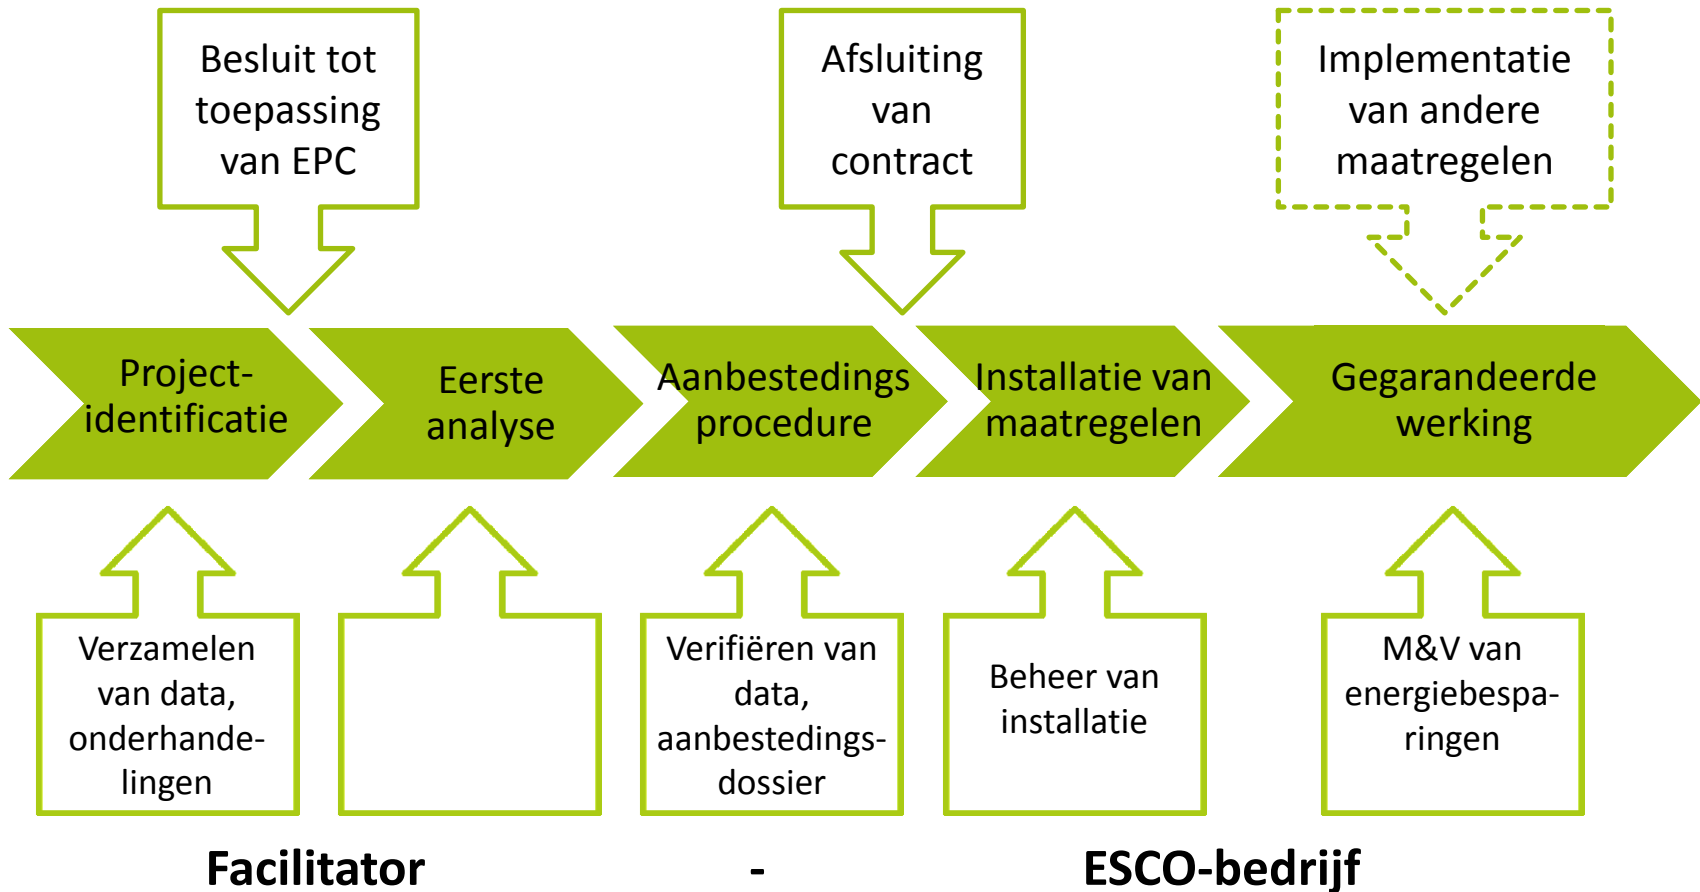 Besluit tot
toepassing
van EPC
Afsluiting
van
contract
Implementatie
van andere
maatregelen
Project-
identificatie
Eerste
analyse
Aanbestedings
procedure
Installatie van
maatregelen
Gegarandeerde
werking
Verzamelen
van data,
onderhande-
lingen
Verifiëren van
data,
aanbestedings-
dossier
Beheer van
installatie
M&V van
energiebespa-
ringen
Facilitator - ESCO-bedrijf